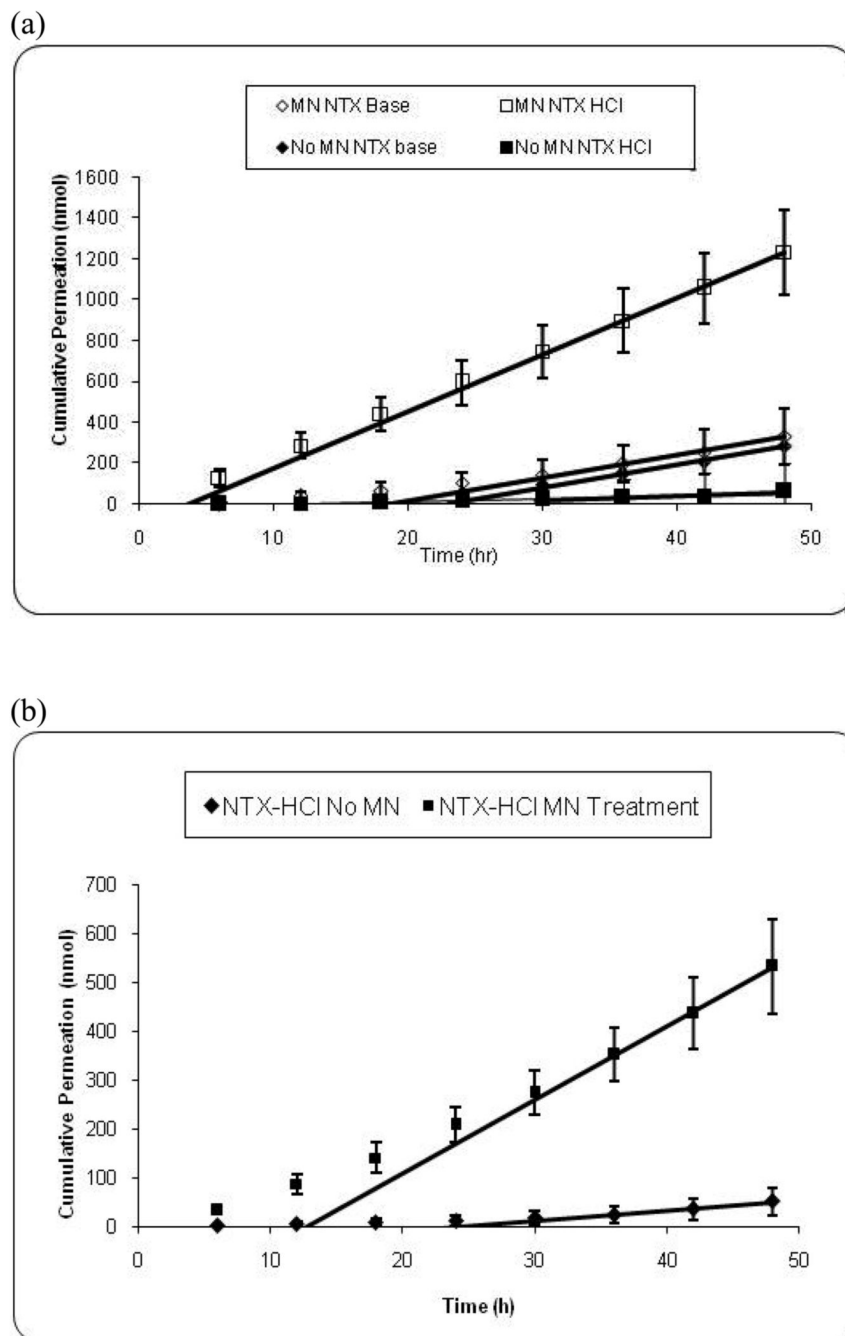 (a)
MN NTX Base
MN NTX HCl
No MN NTX base
No MN NTX HCl
Cumulative Permeation (nmol)
1600
1400
1200
1000
800
600
400
200
0
0 10 20 30 40 50
Time (hr)
(b)
NTX-HCl No MN
NTX-HCl MN Treatment
Cumulative Permeation (nmol)
700
600
500
400
300
200
100
0
0 10 20 30 40 50
Time (h)